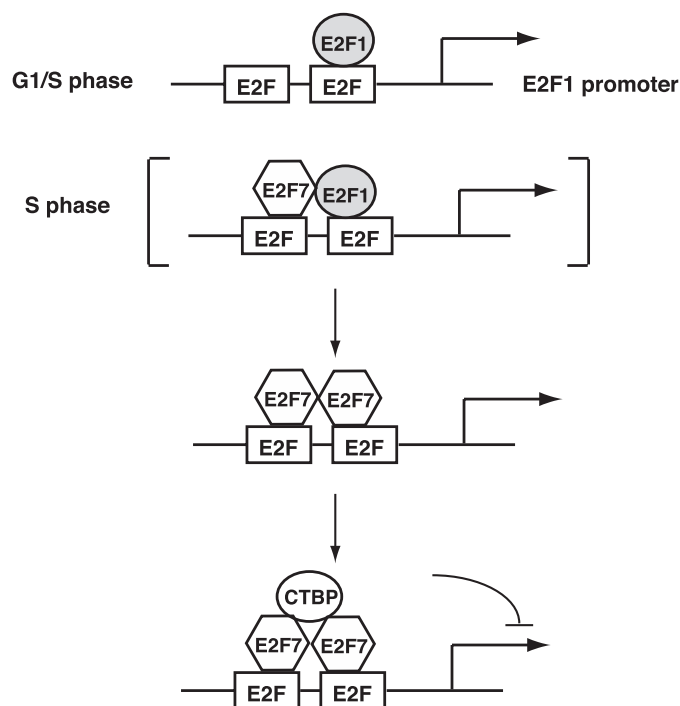 E2F1
G1/S phase
E2F E2F
E2F1 promoter
E2F7 E2F1
S phase
E2F E2F
E2F7 E2F7
E2F E2F
CTBP
E2F7 E2F7
E2F E2F